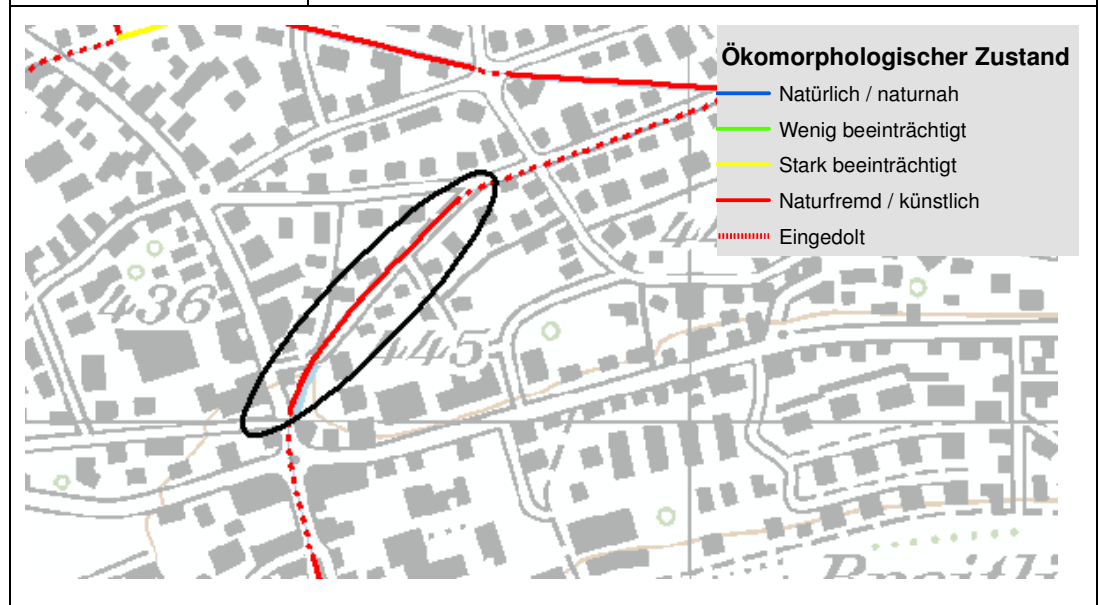 Ökomorphologischer Zustand
Natürlich / naturnah
Wenig beeinträchtigt
Stark beeinträchtigt
Naturfremd / künstlich
Eingedolt
436
445